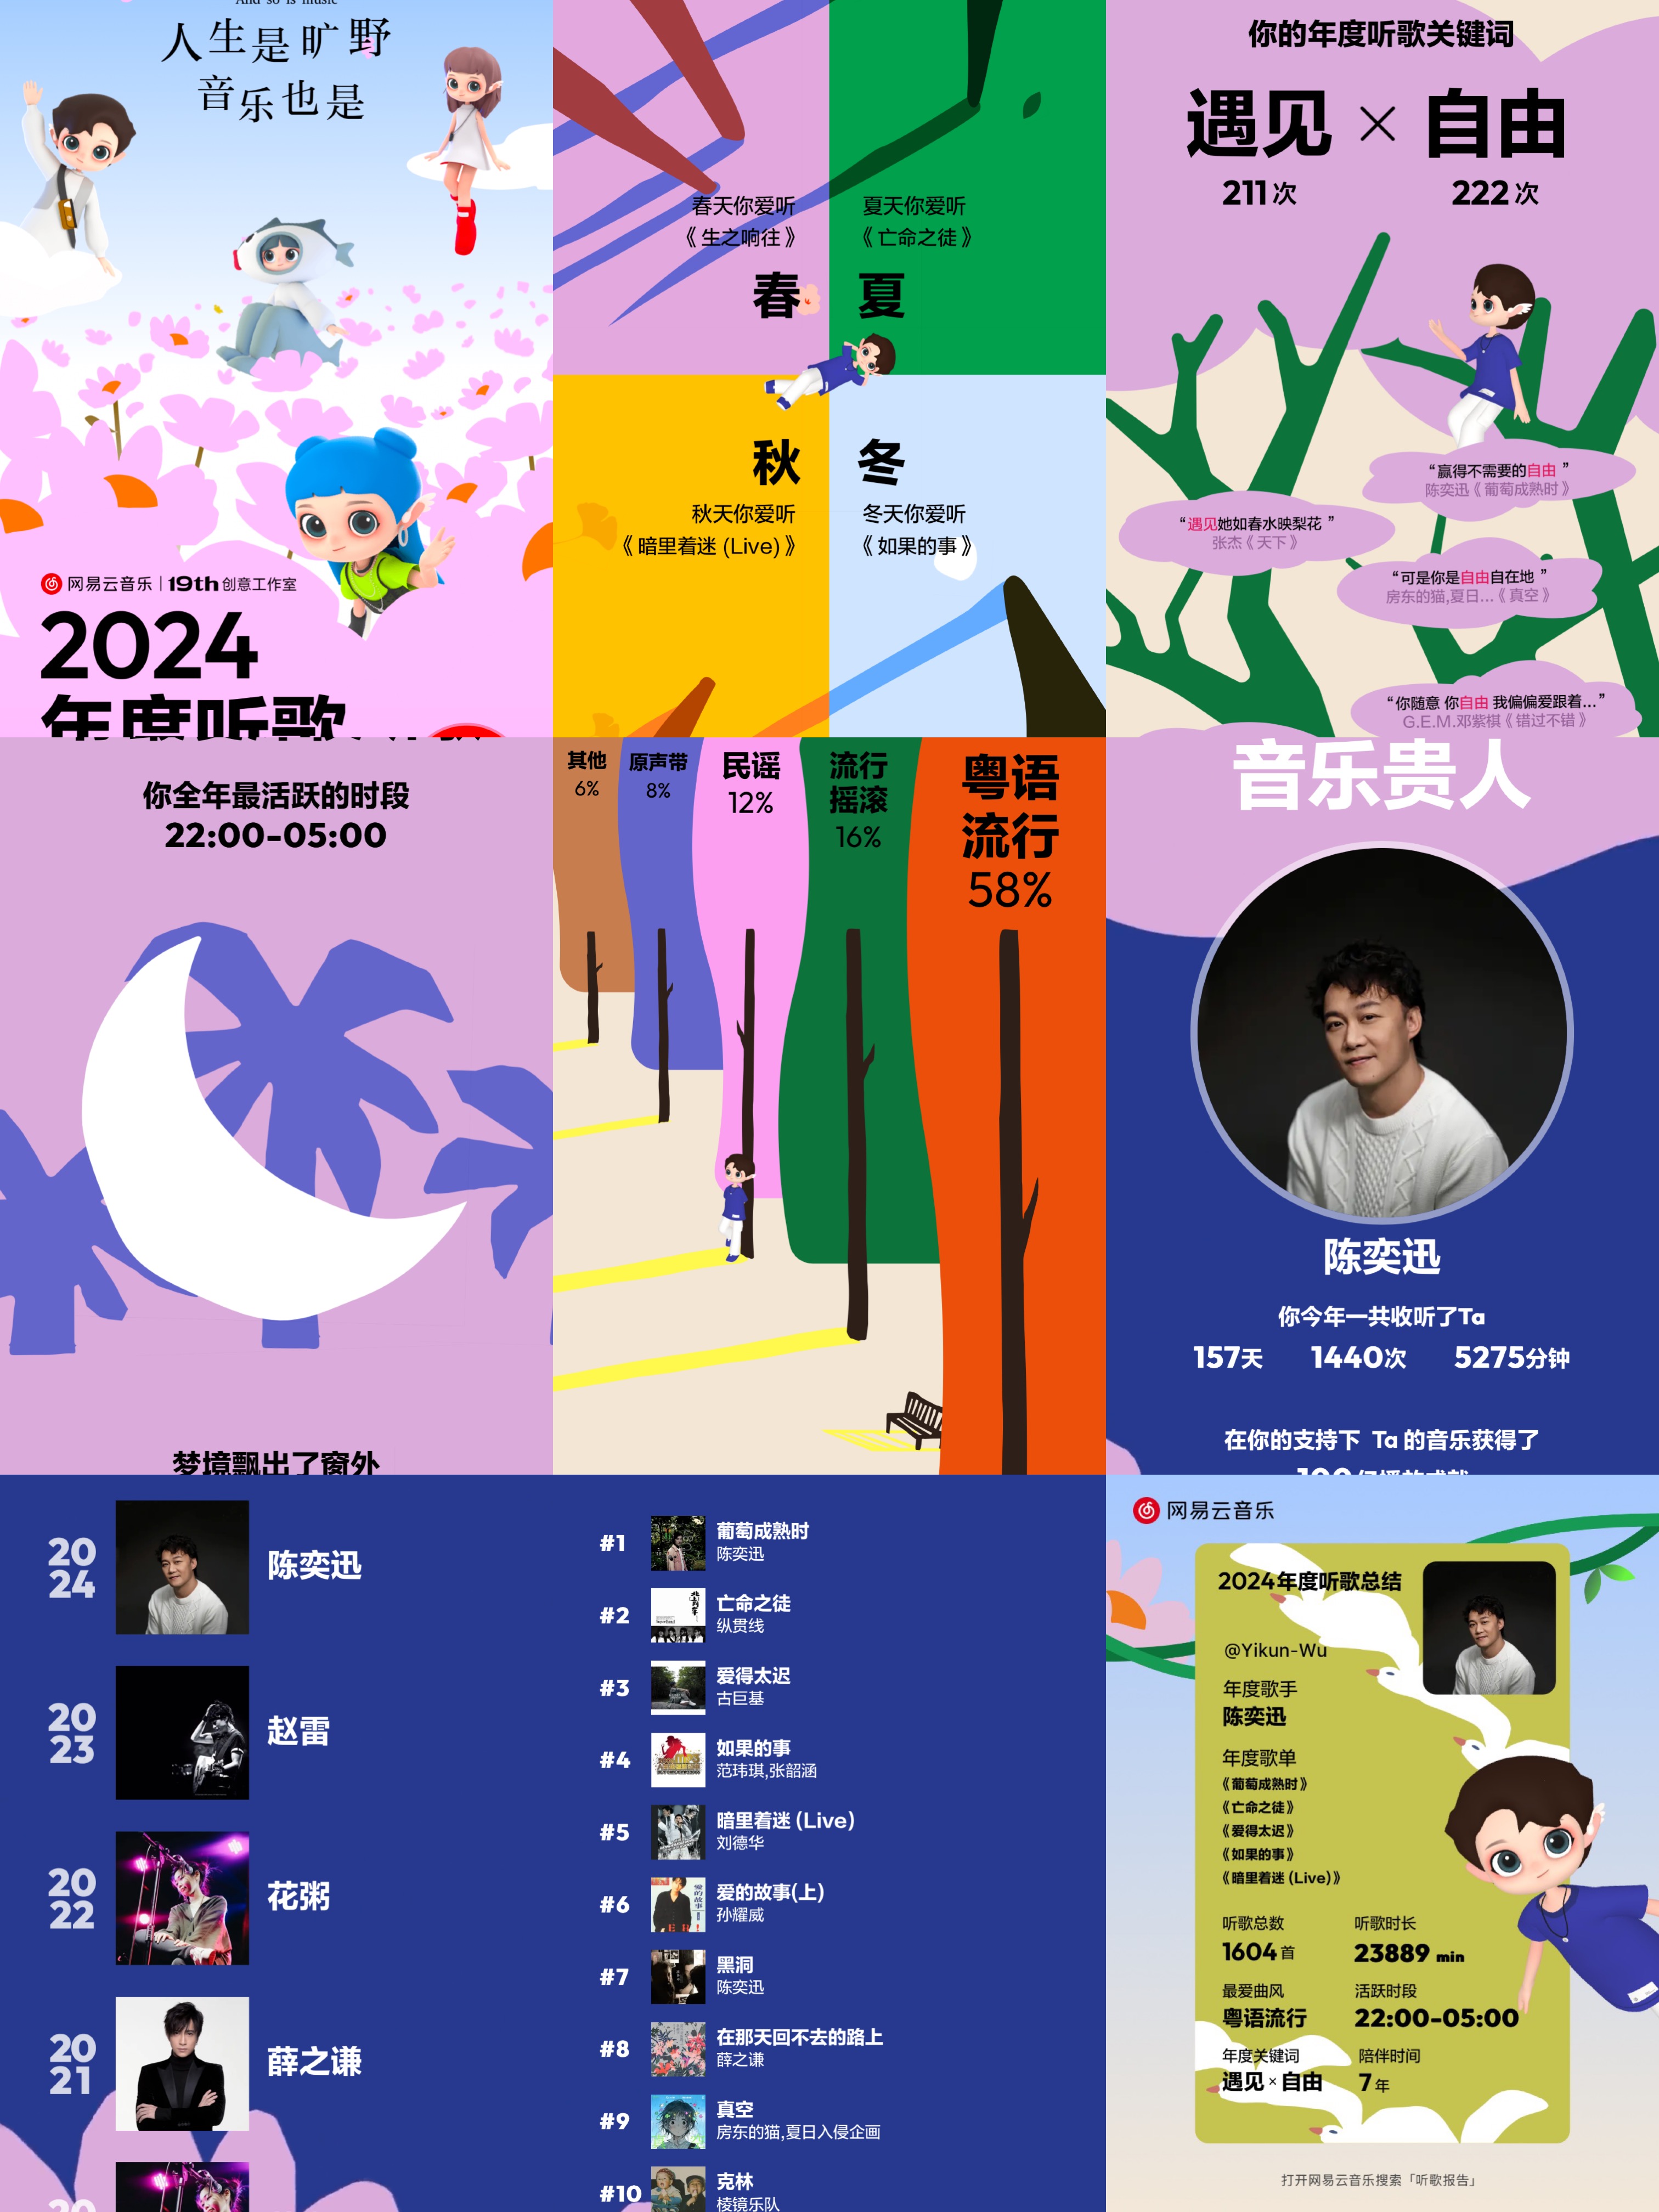 And so is music
人生是旷野
音乐也是
网易云音乐 | 19th 创意工作室
2024
年度听歌
春天你爱听
《 生之响往 》
春
夏天你爱听
《 亡命之徒 》
夏
秋
秋天你爱听
《 暗里着迷 (Live) 》
冬
冬天你爱听
《 如果的事 》
你的年度听歌关键词
遇见 × 自由
211 次 222 次
“赢得不需要的自由 ”
陈奕迅《 葡萄成熟时 》
“遇见她如春水映梨花 ”
张杰《 天下 》
“可是你是自由自在地 ”
房东的猫,夏日...《 真空 》
“你随意 你自由 我偏偏爱跟着...”
G.E.M.邓紫棋《 错过不错 》
你全年最活跃的时段
22:00-05:00
梦境飘出了窗外
其他
6%
原声带
8%
民谣
12%
流行
摇滚
16%
粤语
流行
58%
音乐贵人
陈奕迅
你今年一共收听了Ta
157天 1440次 5275分钟
在你的支持下 Ta 的音乐获得了
2024
陈奕迅
2023
赵雷
2022
花粥
2021
薛之谦
20
#1
葡萄成熟时
陈奕迅
#2
亡命之徒
纵贯线
#3
爱得太迟
古巨基
#4
如果的事
范玮琪,张韶涵
#5
暗里着迷 (Live)
刘德华
#6
爱的故事(上)
孙耀威
#7
黑洞
陈奕迅
#8
在那天回不去的路上
薛之谦
#9
真空
房东的猫,夏日入侵企画
#10
克林
棱镜乐队
网易云音乐
2024年度听歌总结
@Yikun-Wu
年度歌手
陈奕迅
年度歌单
《 葡萄成熟时 》
《 亡命之徒 》
《 爱得太迟 》
《 如果的事 》
《 暗里着迷 (Live) 》
听歌总数 听歌时长
1604 首 23889 min
最爱曲风 活跃时段
粤语流行 22:00-05:00
年度关键词 陪伴时间
遇见 × 自由 7 年
打开网易云音乐搜索「听歌报告」